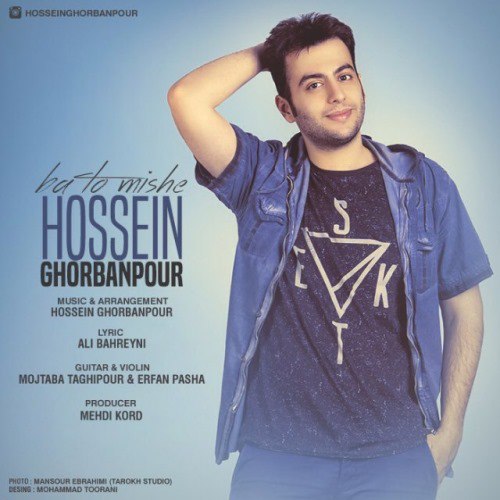 HOSSEINGHORBANPOUR
ba to mishe
HOSSEIN
GHORBANPOUR
MUSIC & ARRANGEMENT
HOSSEIN GHORBANPOUR
LYRIC
ALI BAHREYNI
GUITAR & VIOLIN
MOJTABA TAGHIPOUR & ERFAN PASHA
PRODUCER
MEHDI KORD
PHOTO : MANSOUR EBRAHIMI (TAROKH STUDIO)
DESING : MOHAMMAD TOORANI
S
E K
T